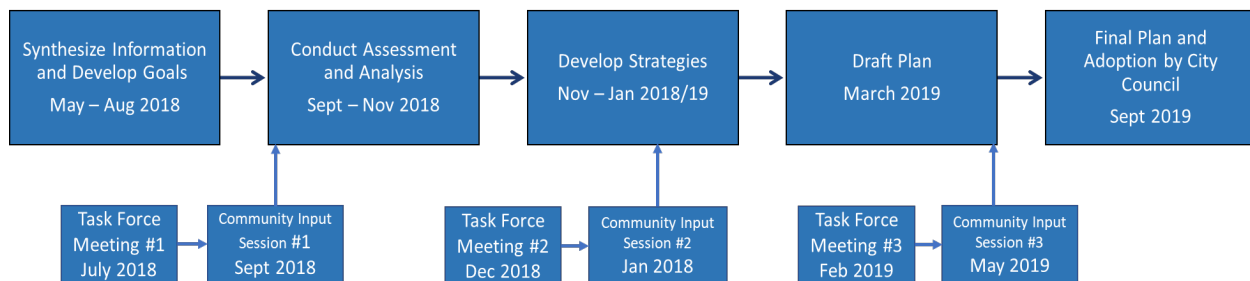 Synthesize Information
and Develop Goals
May – Aug 2018
Conduct Assessment
and Analysis
Sept – Nov 2018
Develop Strategies
Nov – Jan 2018/19
Draft Plan
March 2019
Final Plan and
Adoption by City
Council
Sept 2019
Task Force
Meeting #1
July 2018
Community Input
Session #1
Sept 2018
Task Force
Meeting #2
Dec 2018
Community Input
Session #2
Jan 2018
Task Force
Meeting #3
Feb 2019
Community Input
Session #3
May 2019